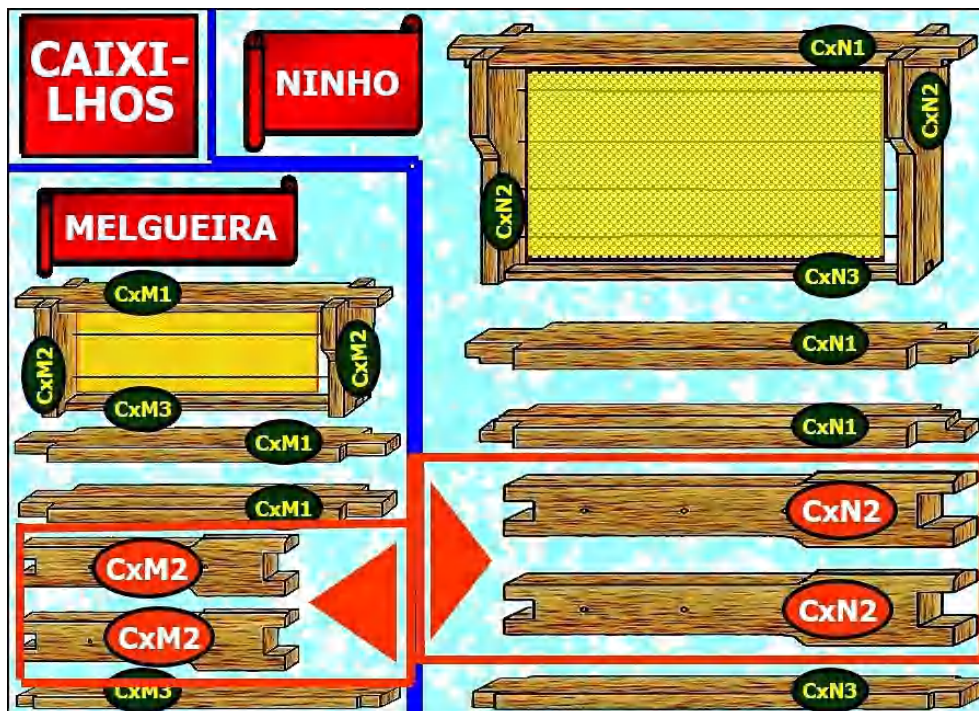 CAIXI-
LHOS
NINHO
CxN1
CxN2
CxN2
CxN3
MELGUEIRA
CxM1
CxM2
CxM2
CxM3
CxM1
CxM1
CxM2
CxM2
CxM3
CxN1
CxN1
CxN2
CxN2
CxN3